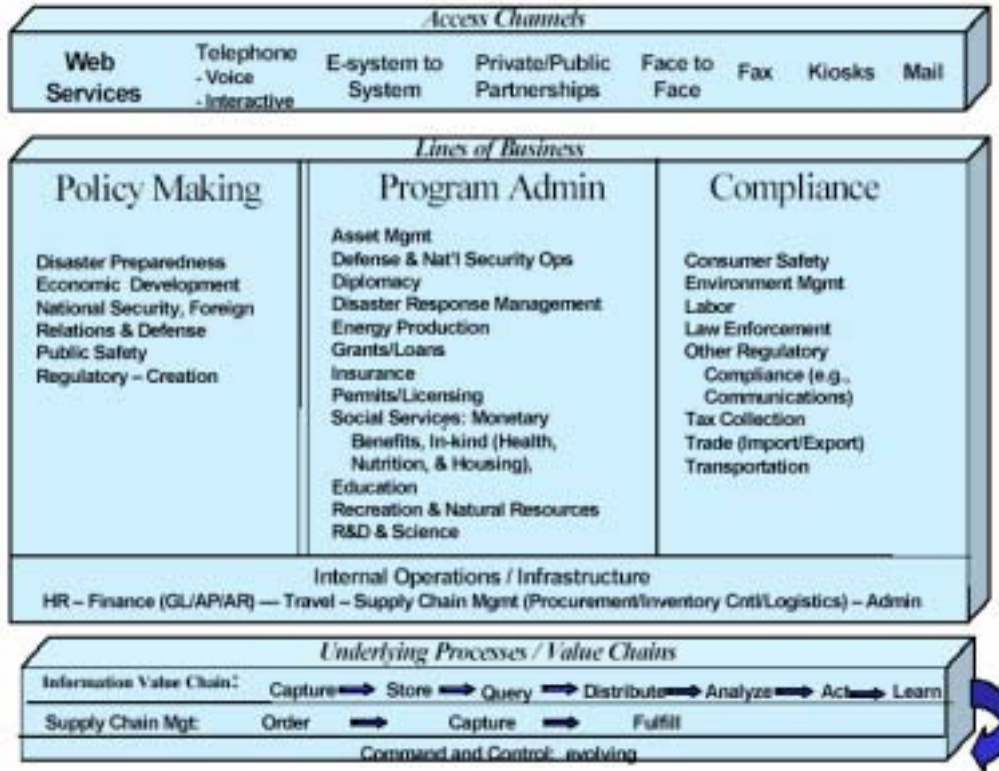 Access Channels
Web Services
Telephone
- Voice
- Interactive
E-system to System
Private/Public Partnerships
Face to Face
Fax
Kiosks
Mail
Lines of Business
Policy Making
Disaster Preparedness
Economic Development
National Security, Foreign
Relations & Defense
Public Safety
Regulatory – Creation
Program Admin
Asset Mgmt
Defense & Nat'l Security Ops
Diplomacy
Disaster Response Management
Energy Production
Grants/Loans
Insurance
Permits/Licensing
Social Services: Monetary
Benefits, In-kind (Health,
Nutrition, & Housing),
Education
Recreation & Natural Resources
R&D & Science
Compliance
Consumer Safety
Environment Mgmt
Labor
Law Enforcement
Other Regulatory
Compliance (e.g.,
Communications)
Tax Collection
Trade (Import/Export)
Transportation
Internal Operations / Infrastructure
HR – Finance (GL/AP/AR) — Travel – Supply Chain Mgmt (Procurement/Inventory Cntl/Logistics) – Admin
Underlying Processes / Value Chains
Information Value Chain: Capture Store Query Distribute Analyze Act Learn
Supply Chain Mgt: Order Capture Fulfill
Command and Control: evolving